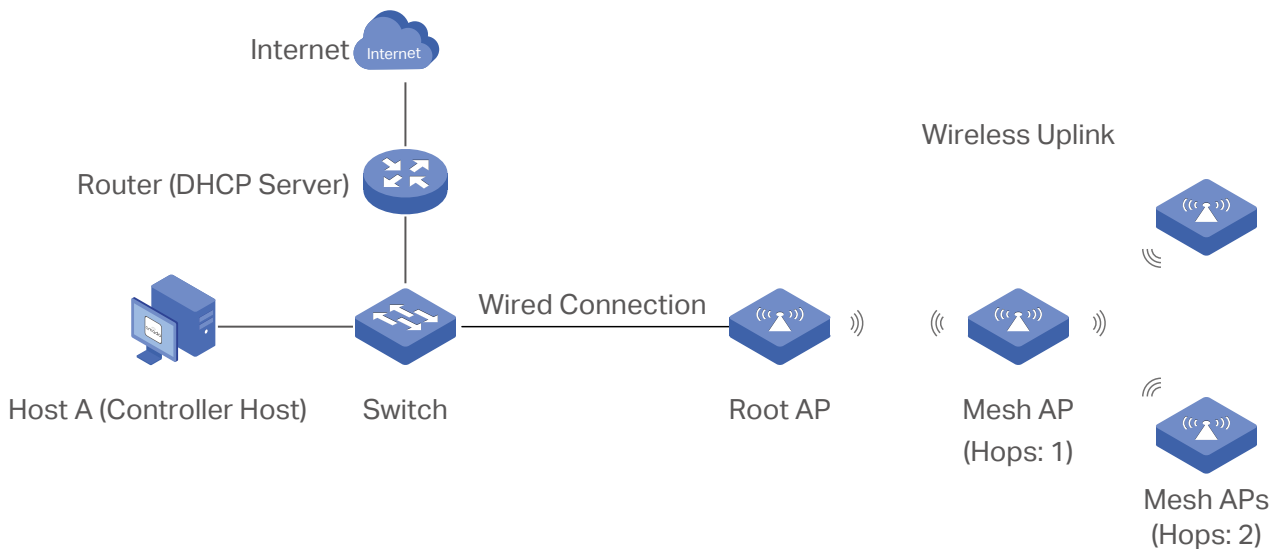 Internet
Internet
Wireless Uplink
Router (DHCP Server)
Wired Connection
Host A (Controller Host)
Switch
Root AP
Mesh AP
(Hops: 1)
Mesh APs
(Hops: 2)